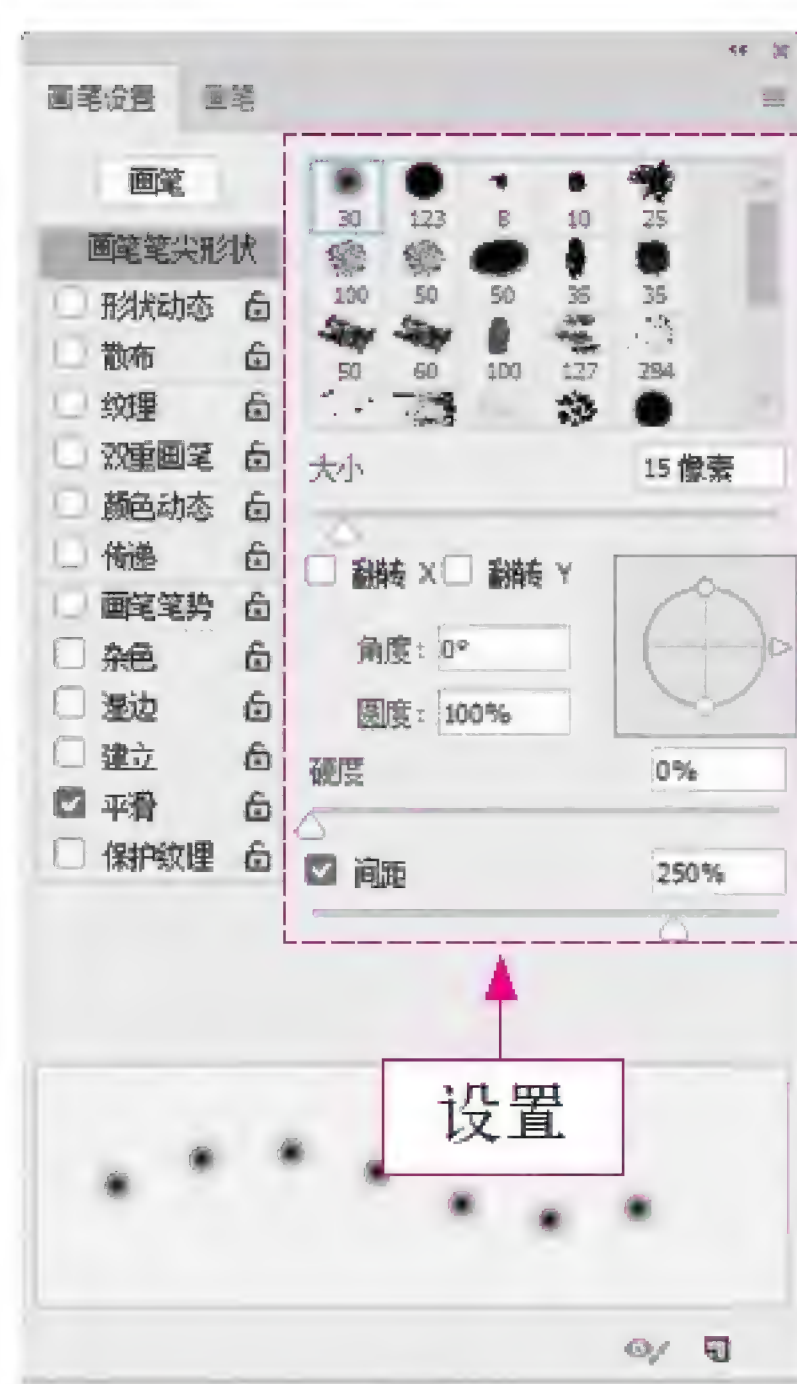 画笔设置 画笔
画笔
画笔笔尖形状
形状动态
散布
纹理
双重画笔
颜色动态
传递
画笔笔势
杂色
湿边
建立
平滑
保护纹理
30 123 8 10 25
100 50 50 36 36
50 60 100 127 284
大小 15 像素
翻转 X 翻转 Y
角度: 0°
圆度: 100%
硬度 0%
间距 250%
设置